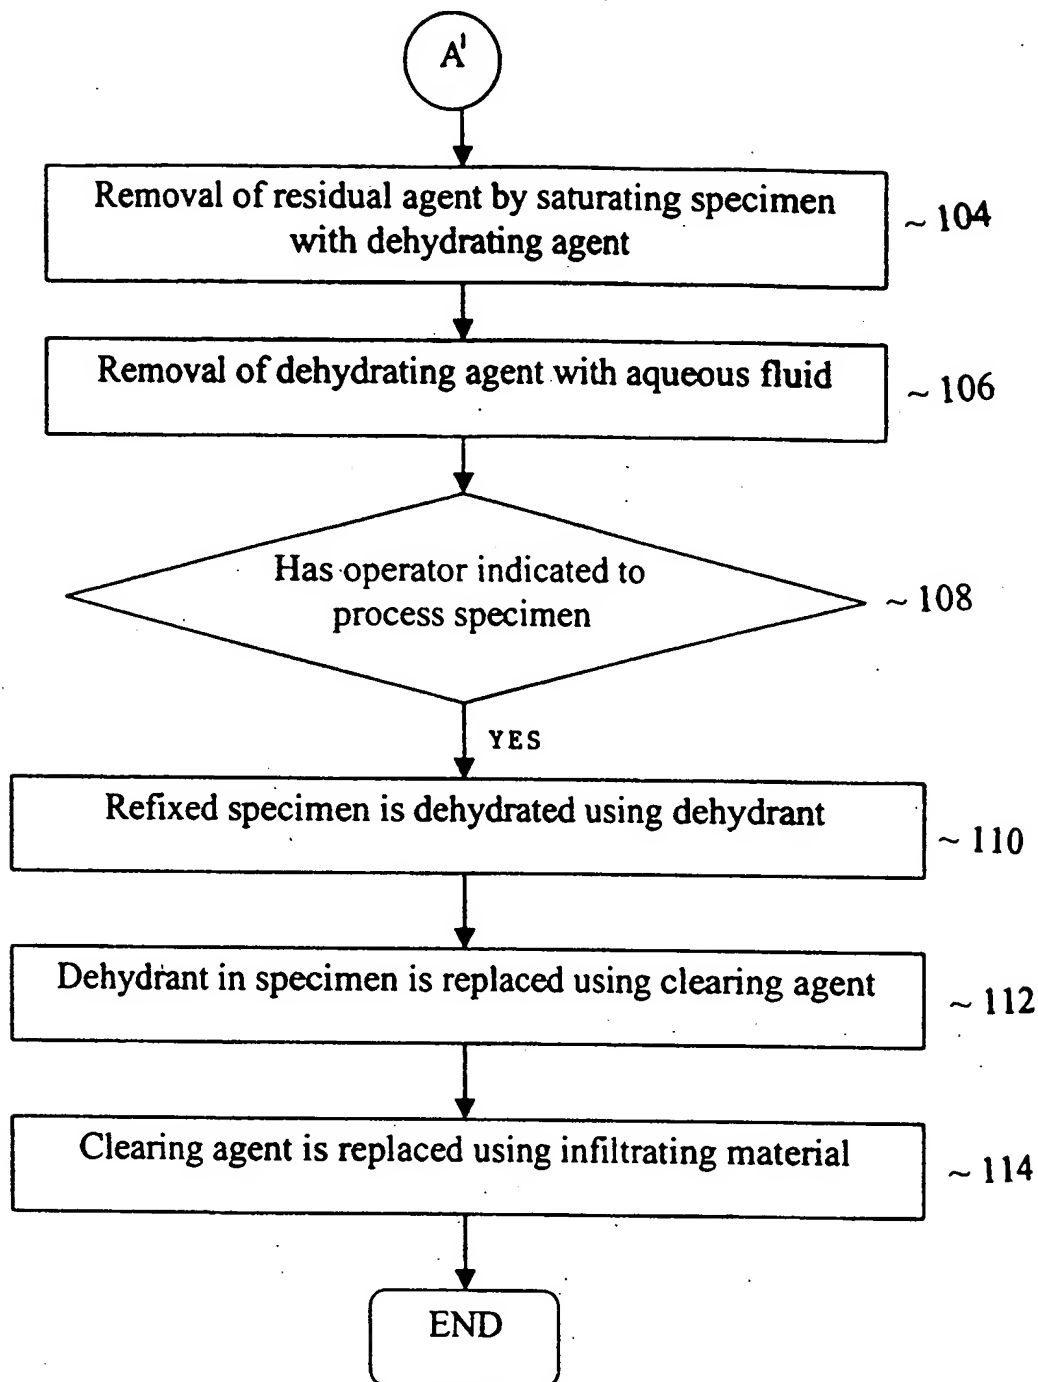 A'
Removal of residual agent by saturating specimen
with dehydrating agent
~ 104
Removal of dehydrating agent with aqueous fluid
~ 106
Has operator indicated to
process specimen
~ 108
YES
Refixed specimen is dehydrated using dehydrant
~ 110
Dehydrant in specimen is replaced using clearing agent
~ 112
Clearing agent is replaced using infiltrating material
~ 114
END